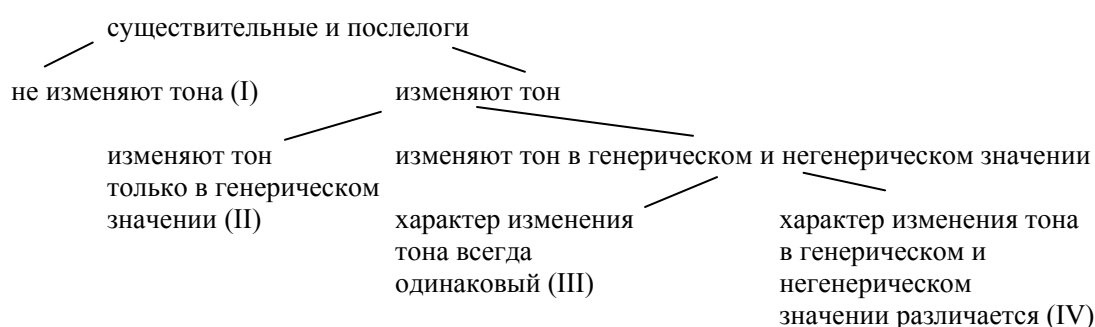 существительные и послелоги
не изменяют тона (I) изменяют тон
изменяют тон изменяют тон в генерическом и негенерическом значении
только в генерическом
значении (II) характер изменения характер изменения тона
тона всегда в генерическом и
одинаковый (III) негенерическом
значении различается (IV)